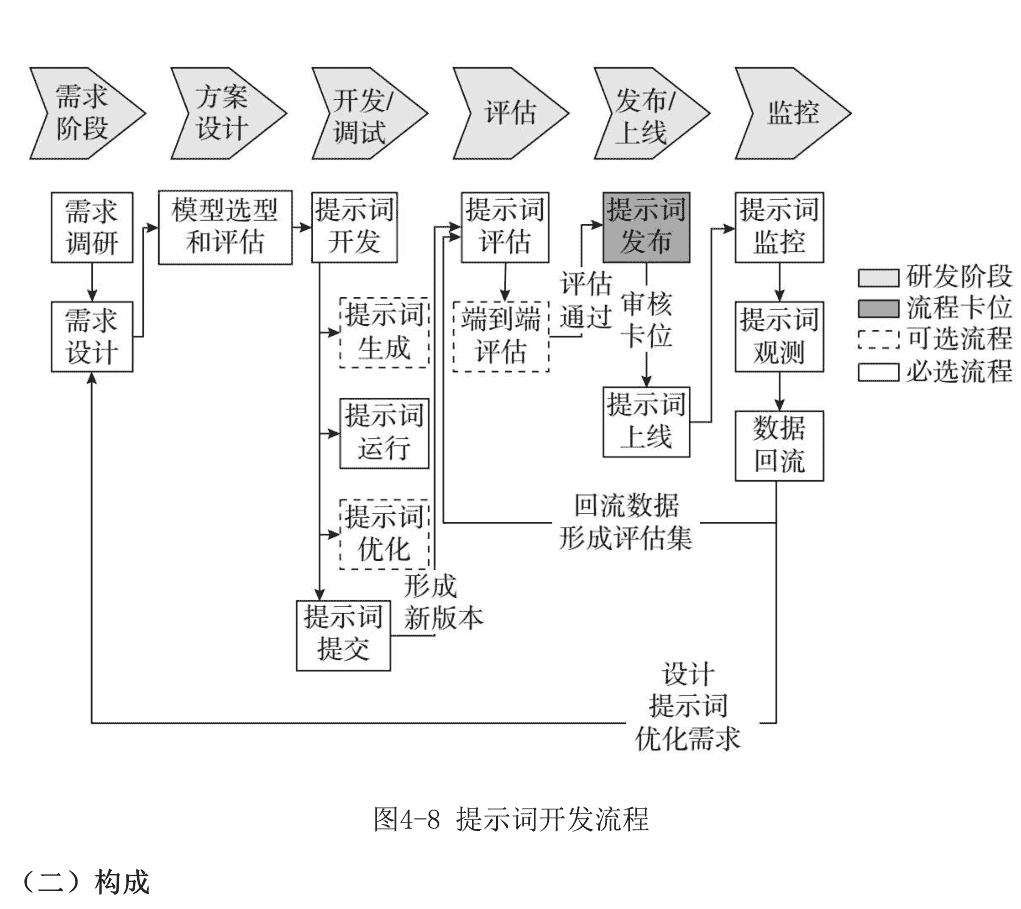 需求
阶段
方案
设计
开发/
调试
评估
发布/
上线
监控
需求
调研
需求
设计
模型选型
和评估
提示词
开发
提示词
生成
提示词
运行
提示词
优化
提示词
提交
形成
新版本
提示词
评估
端到端
评估
评估
通过
提示词
发布
审核
卡位
提示词
上线
提示词
监控
提示词
观测
数据
回流
回流数据
形成评估集
设计
提示词
优化需求
研发阶段
流程卡位
可选流程
必选流程
图4-8 提示词开发流程
（二）构成